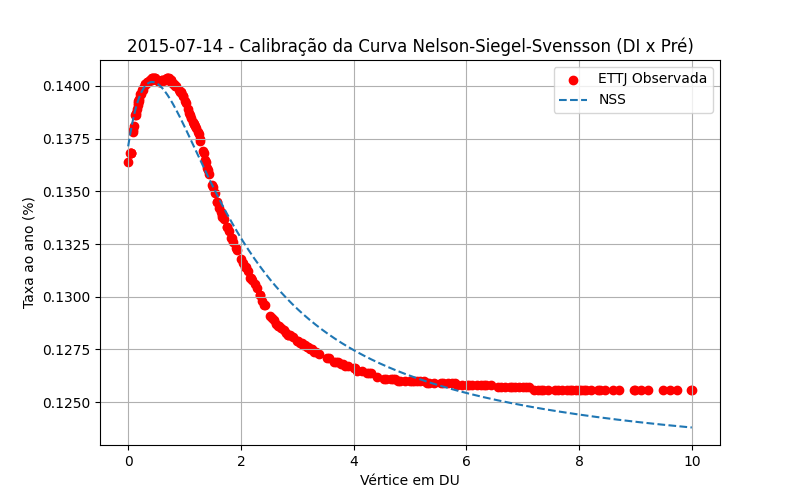 2015-07-14 - Calibração da Curva Nelson-Siegel-Svensson (DI x Pré)
ETTJ Observada
NSS
Taxa ao ano (%)
0.1400
0.1375
0.1350
0.1325
0.1300
0.1275
0.1250
0 2 4 6 8 10
Vértice em DU